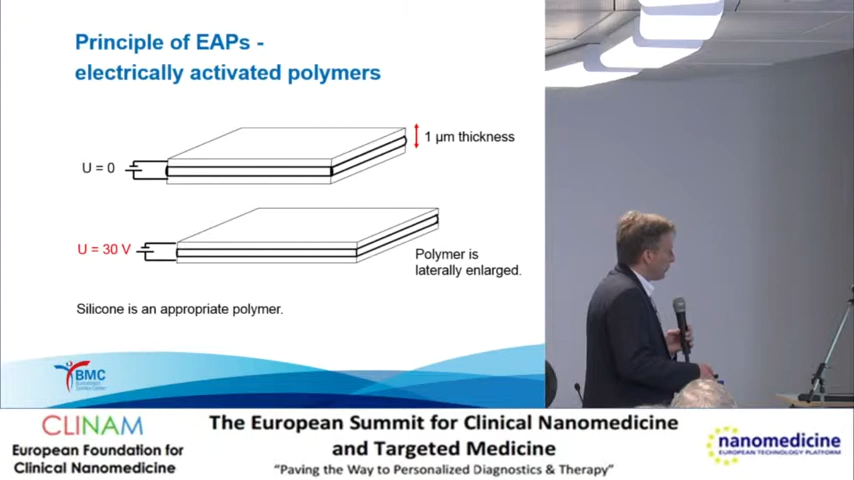 Principle of EAPs -
electrically activated polymers
U = 0
1 µm thickness
U = 30 V
Polymer is
laterally enlarged.
Silicone is an appropriate polymer.
BMC
CLINAM
European Foundation for
Clinical Nanomedicine
The European Summit for Clinical Nanomedicine
and Targeted Medicine
“Paving the Way to Personalized Diagnostics & Therapy”
nanomedicine
EUROPEAN TECHNOLOGY PLATFORM